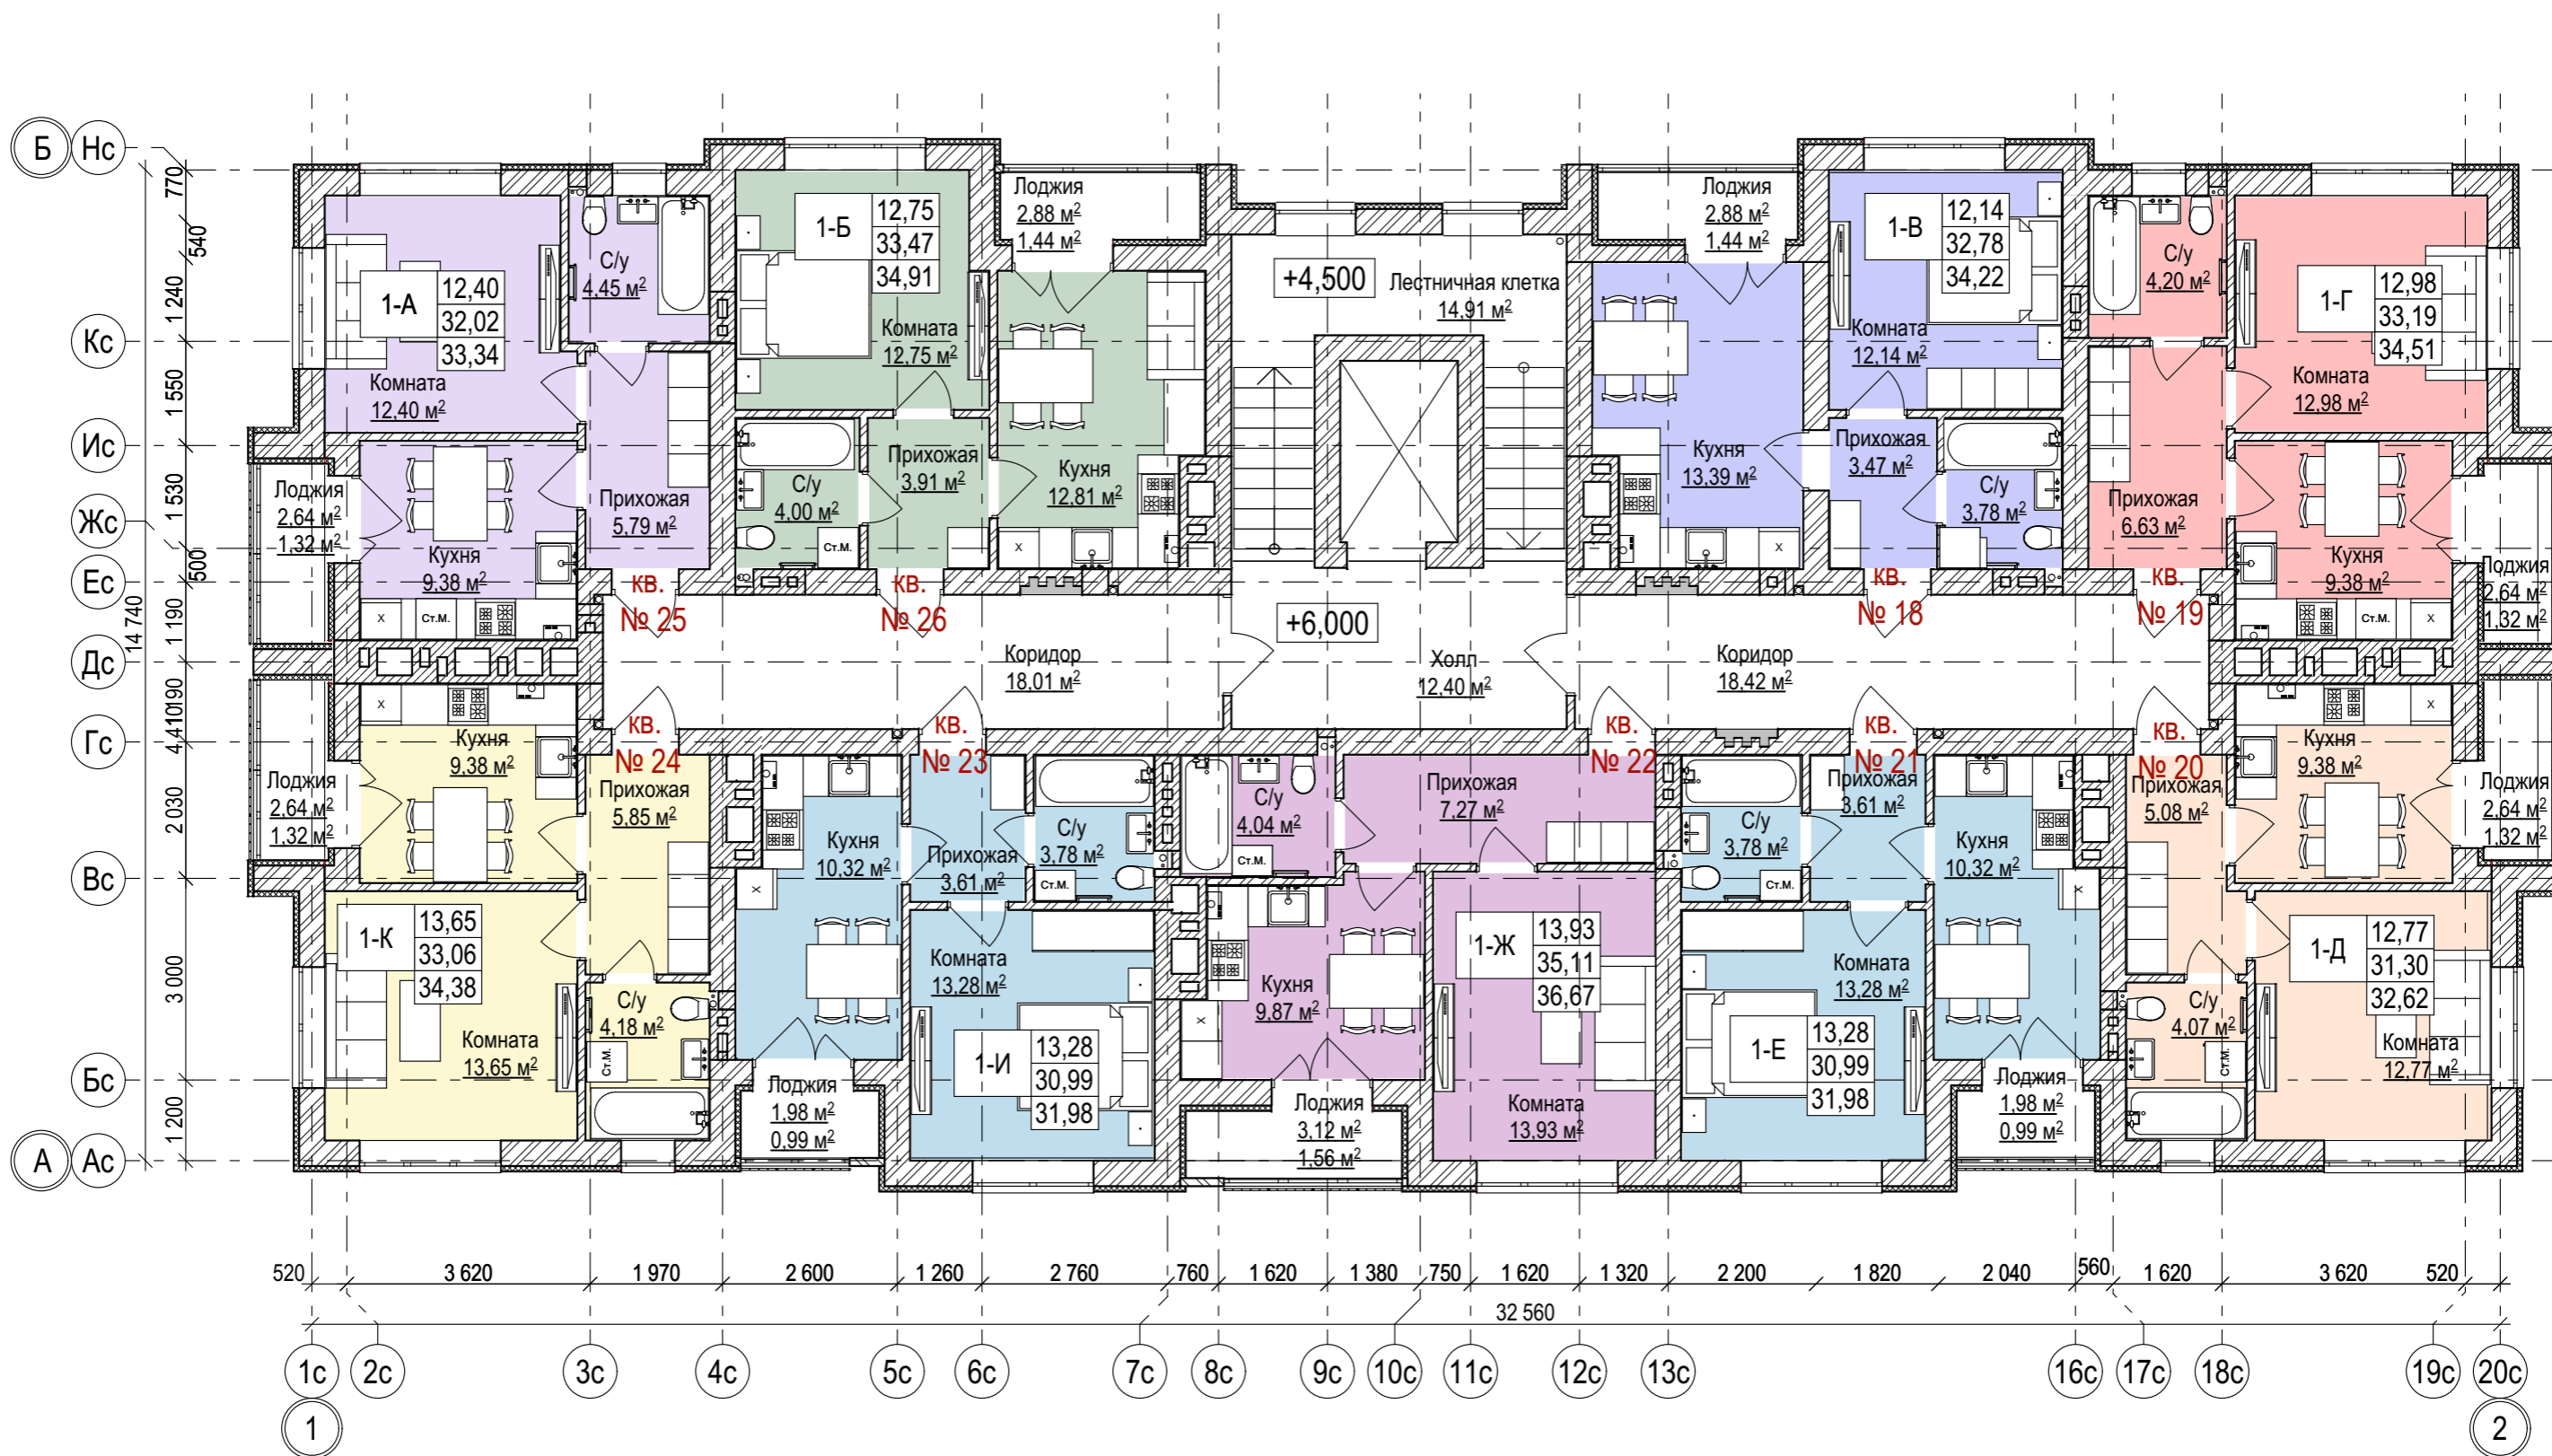 Б Нс
Кс
Ис
Жс
Ес
Дс
Гс
Вс
Бс
А Ас
14 740
770
540
1 240
1 550
1 530
500
1 190
190
4,410
2 030
3 000
1 200
1-А
12,40
32,02
33,34
Комната
12,40 м²
С/у
4,45 м²
Прихожая
5,79 м²
Кухня
9,38 м²
Лоджия
2,64 м²
1,32 м²
х
Ст.М.
кв.
№ 25
1-Б
12,75
33,47
34,91
Комната
12,75 м²
Лоджия
2,88 м²
1,44 м²
С/у
4,00 м²
Ст.М.
Прихожая
3,91 м²
Кухня
12,81 м²
х
кв.
№ 26
+4,500
Лестничная клетка
14,91 м²
Лоджия
2,88 м²
1,44 м²
1-В
12,14
32,78
34,22
Комната
12,14 м²
Кухня
13,39 м²
х
Прихожая
3,47 м²
С/у
3,78 м²
кв.
№ 18
С/у
4,20 м²
1-Г
12,98
33,19
34,51
Комната
12,98 м²
Прихожая
6,63 м²
Кухня
9,38 м²
Ст.М.
х
Лоджия
2,64 м²
1,32 м²
кв.
№ 19
+6,000
Коридор
18,01 м²
Холл
12,40 м²
Коридор
18,42 м²
кв.
№ 24
х
Кухня
9,38 м²
Лоджия
2,64 м²
1,32 м²
Прихожая
5,85 м²
1-К
13,65
33,06
34,38
Комната
13,65 м²
С/у
4,18 м²
Ст.М.
кв.
№ 23
Кухня
10,32 м²
х
Прихожая
3,61 м²
С/у
3,78 м²
Ст.М.
Комната
13,28 м²
1-И
13,28
30,99
31,98
Лоджия
1,98 м²
0,99 м²
кв.
№ 22
С/у
4,04 м²
Ст.М.
Прихожая
7,27 м²
Кухня
9,87 м²
х
1-Ж
13,93
35,11
36,67
Комната
13,93 м²
Лоджия
3,12 м²
1,56 м²
кв.
№ 21
С/у
3,78 м²
Ст.М.
Прихожая
3,61 м²
Кухня
10,32 м²
х
Комната
13,28 м²
1-Е
13,28
30,99
31,98
Лоджия
1,98 м²
0,99 м²
кв.
№ 20
Прихожая
5,08 м²
х
Кухня
9,38 м²
Лоджия
2,64 м²
1,32 м²
1-Д
12,77
31,30
32,62
Комната
12,77 м²
С/у
4,07 м²
Ст.М.
520 3 620 1 970 2 600 1 260 2 760 760 1 620 1 380 750 1 620 1 320 2 200 1 820 2 040 560 1 620 3 620 520
32 560
1с 2с 3с 4с 5с 6с 7с 8с 9с 10с 11с 12с 13с 16с 17с 18с 19с 20с
1 2